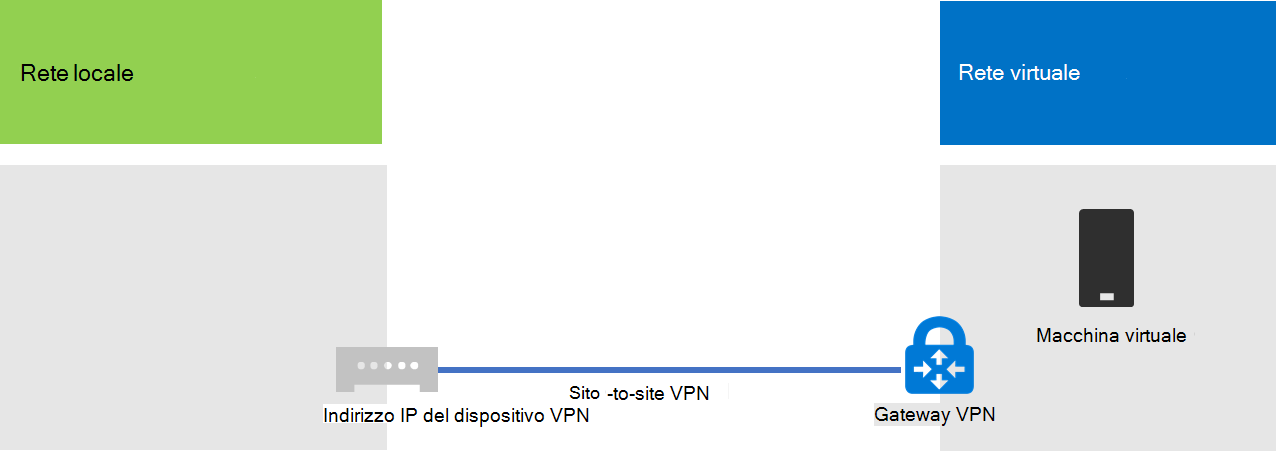 Rete locale
Rete virtuale
Macchina virtuale
Sito -to-site VPN
Indirizzo IP del dispositivo VPN
Gateway VPN